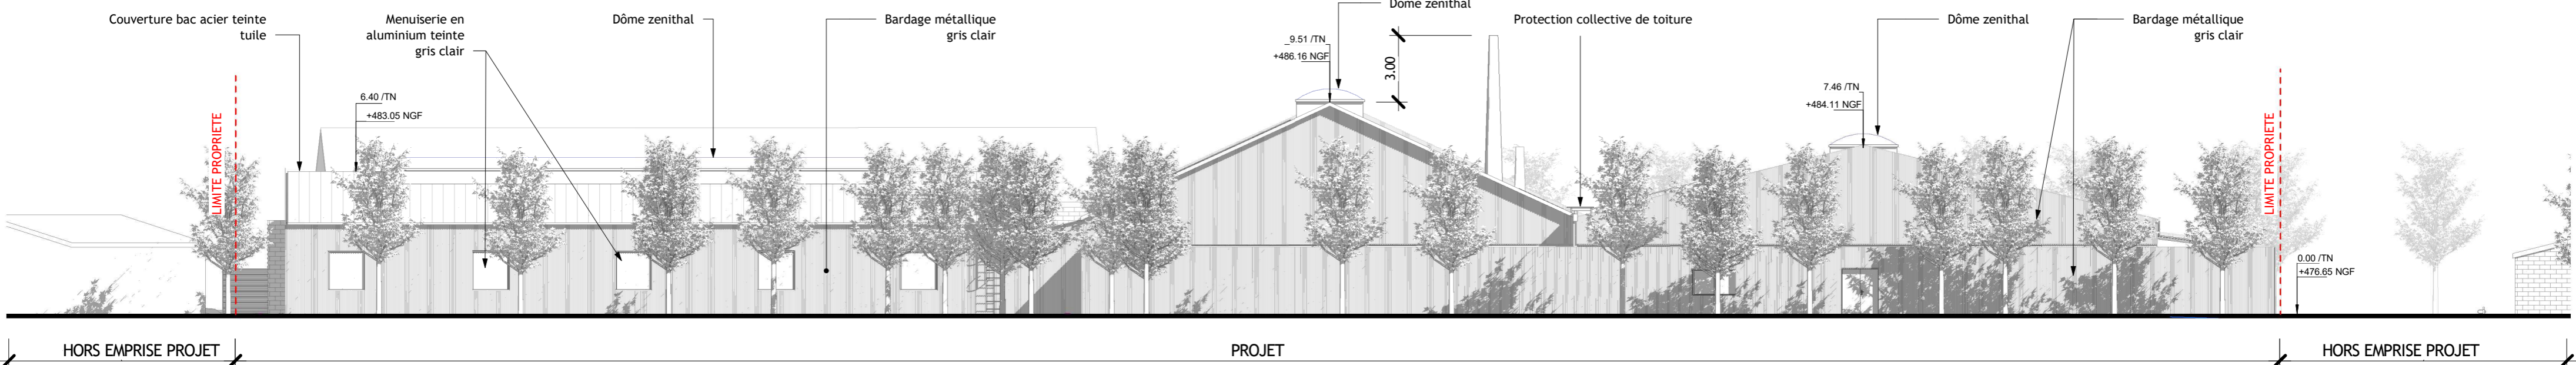 Couverture bac acier teinte
tuile
Menuiserie en
aluminium teinte
gris clair
Dôme zenithal
Bardage métallique
gris clair
Dome zenithal
Protection collective de toiture
Dôme zenithal
Bardage métallique
gris clair
LIMITE PROPRIETE
6.40 /TN
+483.05 NGF
9.51 /TN
+486.16 NGF
3.00
7.46 /TN
+484.11 NGF
LIMITE PROPRIETE
0.00 /TN
+476.65 NGF
HORS EMPRISE PROJET
PROJET
HORS EMPRISE PROJET